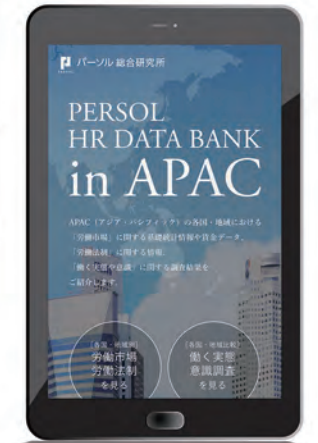 パーソル 総合研究所
PERSOL
HR DATA BANK
in APAC
APAC（アジア・パシフィック）の各国・地域における
「労働市場」に関する基礎統計情報や賃金データ、
「労働法制」に関する情報、
「働く実態や意識」に関する調査結果を
ご紹介します。
［各国・地域別］
労働市場
労働法制
を見る
［各国・地域比較］
働く実態
意識調査
を見る